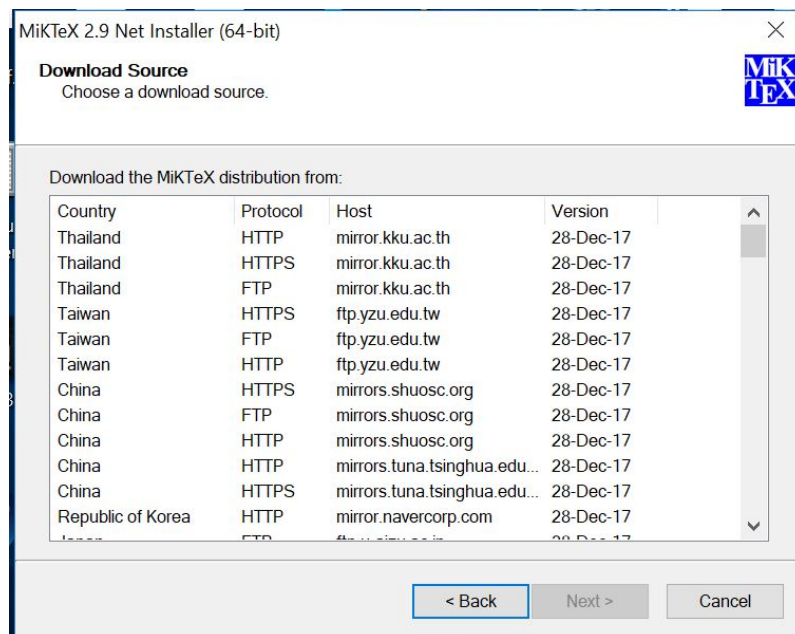 MiKTeX 2.9 Net Installer (64-bit)
Download Source
MiK
Choose a download source.
TEX
Download the MiKTeX distribution from:
Country Protocol Host Version
Thailand HTTP mirror.kku.ac.th 28-Dec-17
Thailand HTTPS mirror.kku.ac.th 28-Dec-17
Thailand FTP mirror.kku.ac.th 28-Dec-17
Taiwan HTTPS ftp.yzu.edu.tw 28-Dec-17
Taiwan FTP ftp.yzu.edu.tw 28-Dec-17
Taiwan HTTP ftp.yzu.edu.tw 28-Dec-17
China HTTPS mirrors.shuosc.org 28-Dec-17
China FTP mirrors.shuosc.org 28-Dec-17
China HTTP mirrors.shuosc.org 28-Dec-17
China HTTP mirrors.tuna.tsinghua.edu... 28-Dec-17
China HTTPS mirrors.tuna.tsinghua.edu... 28-Dec-17
Republic of Korea HTTP mirror.navercorp.com 28-Dec-17
< Back Next > Cancel